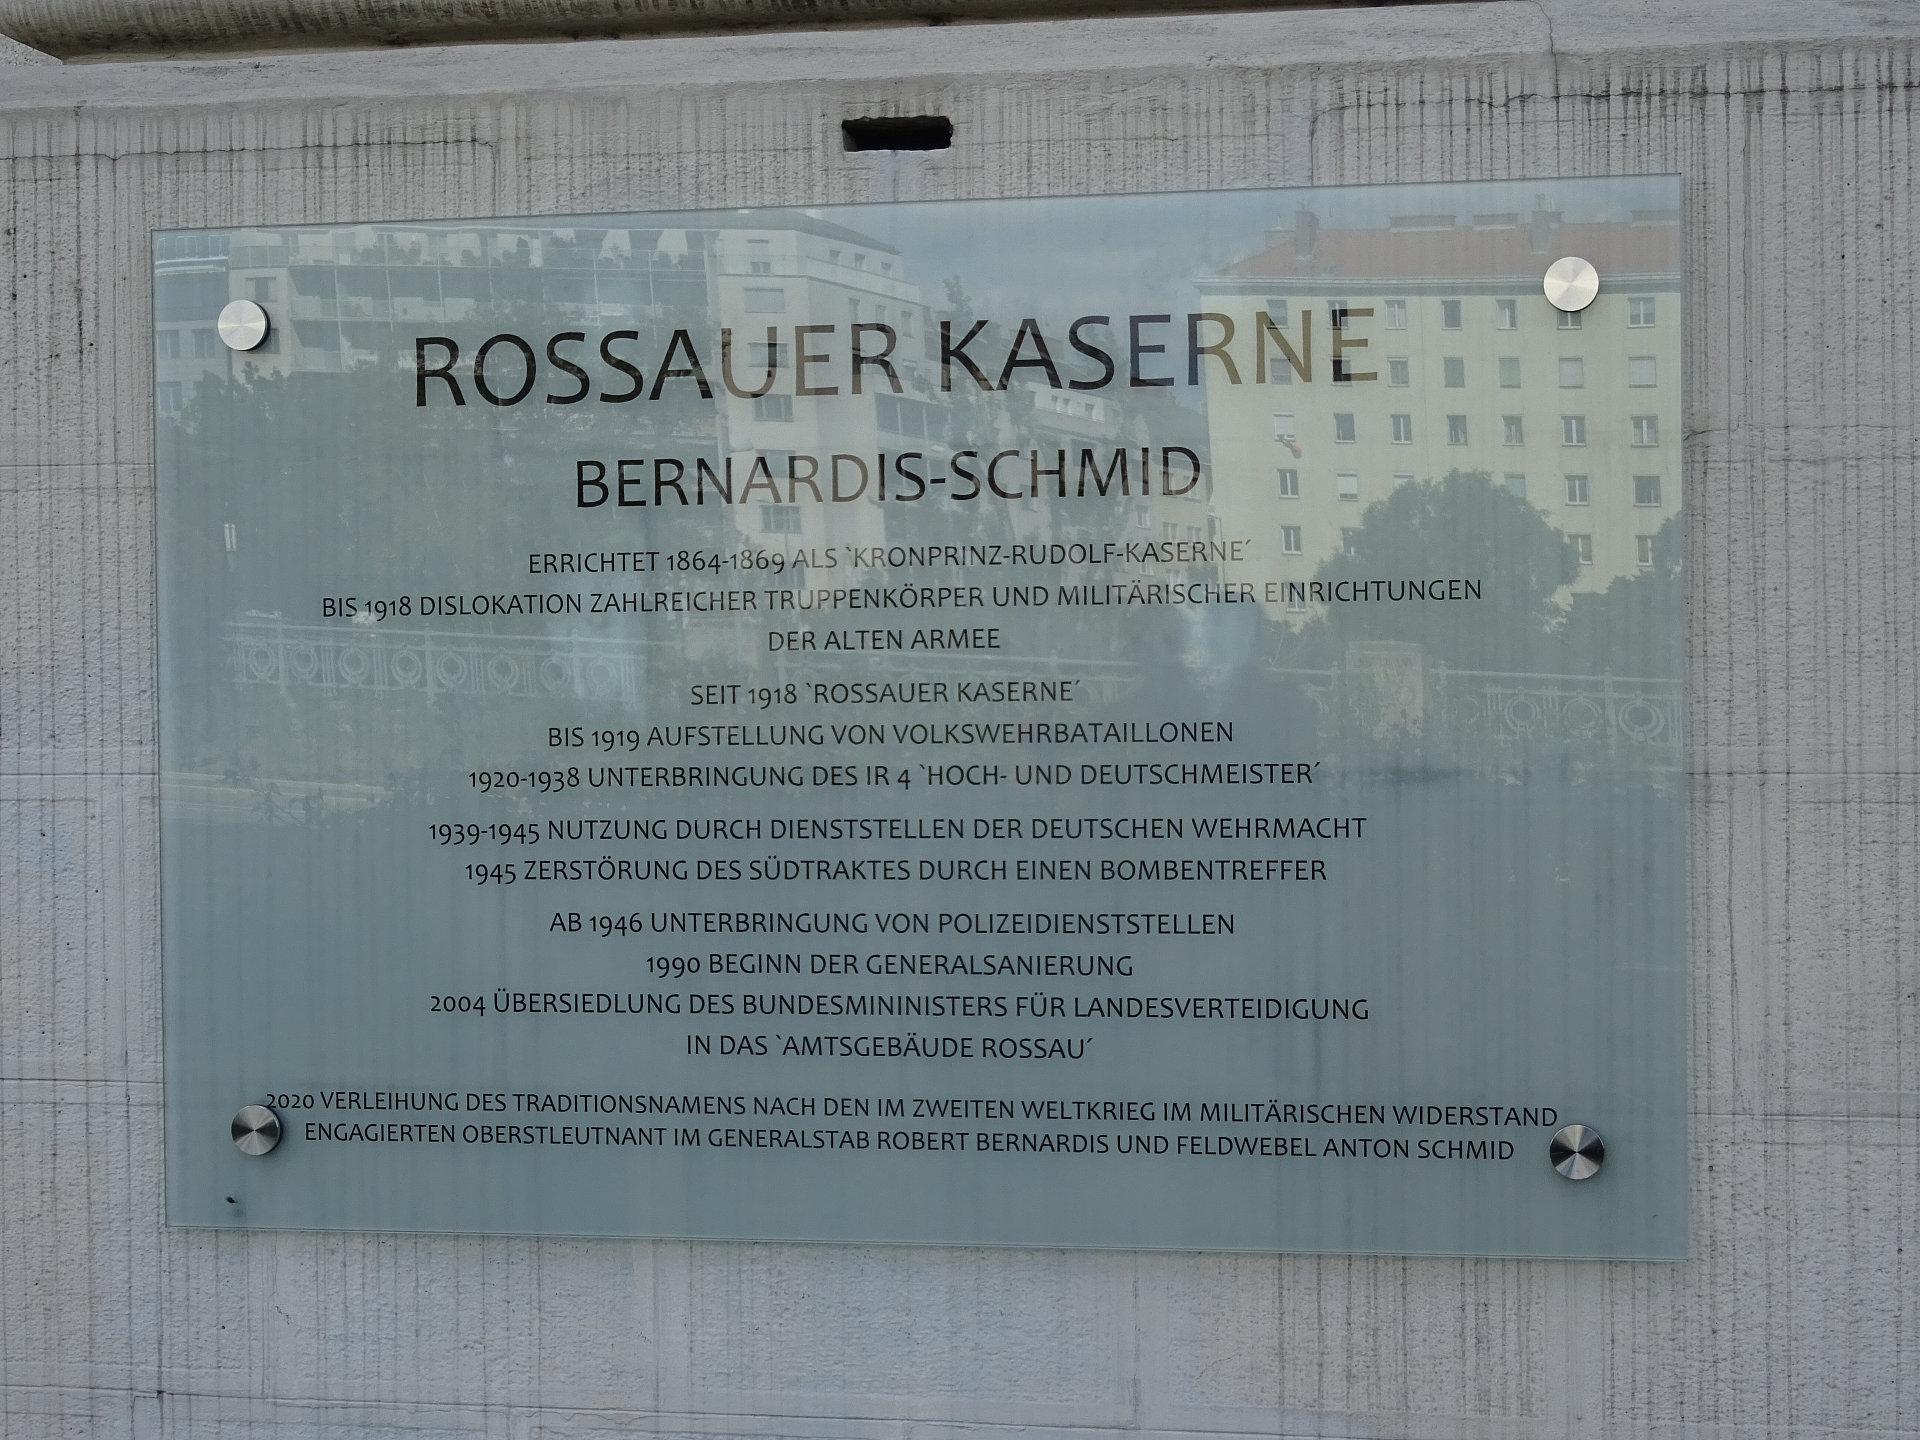 ROSSAUER KASERNE
BERNARDIS-SCHMID
ERRICHTET 1864-1869 ALS `KRONPRINZ-RUDOLF-KASERNE´
BIS 1918 DISLOKATION ZAHLREICHER TRUPPENKÖRPER UND MILITÄRISCHER EINRICHTUNGEN
DER ALTEN ARMEE
SEIT 1918 `ROSSAUER KASERNE´
BIS 1919 AUFSTELLUNG VON VOLKSWEHRBATAILLONEN
1920-1938 UNTERBRINGUNG DES IR 4 `HOCH- UND DEUTSCHMEISTER´
1939-1945 NUTZUNG DURCH DIENSTSTELLEN DER DEUTSCHEN WEHRMACHT
1945 ZERSTÖRUNG DES SÜDTRAKTES DURCH EINEN BOMBENTREFFER
AB 1946 UNTERBRINGUNG VON POLIZEIDIENSTSTELLEN
1990 BEGINN DER GENERALSANIERUNG
2004 ÜBERSIEDLUNG DES BUNDESMININISTERS FÜR LANDESVERTEIDIGUNG
IN DAS `AMTSGEBÄUDE ROSSAU´
2020 VERLEIHUNG DES TRADITIONSNAMENS NACH DEN IM ZWEITEN WELTKRIEG IM MILITÄRISCHEN WIDERSTAND
ENGAGIERTEN OBERSTLEUTNANT IM GENERALSTAB ROBERT BERNARDIS UND FELDWEBEL ANTON SCHMID